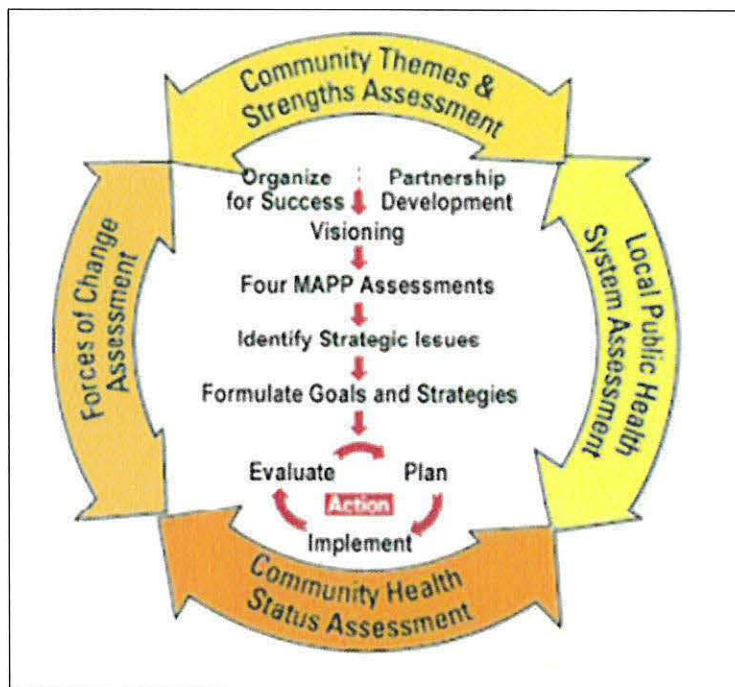 Community Themes &
Strengths Assessment
Organize
for Success
Partnership
Development
Visioning
Four MAPP Assessments
Identify Strategic Issues
Formulate Goals and Strategies
Evaluate
Plan
Action
Implement
Forces of Change
Assessment
Local Public Health
System Assessment
Community Health
Status Assessment